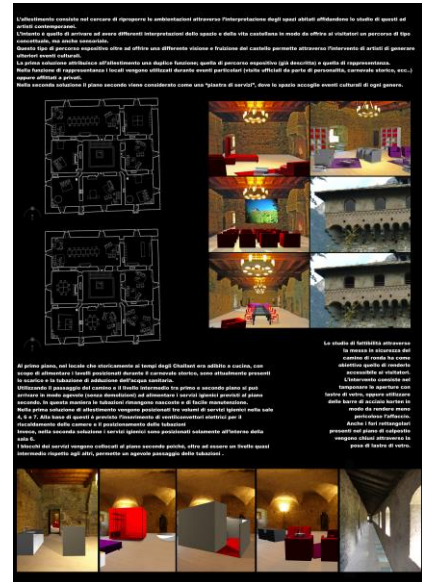 L'allestimento consiste nel cercare di riproporre le ambientazioni attraverso l'interpretazione degli spazi abitati affidandone lo studio di questi ad
artisti contemporanei.
L'intento è quello di arrivare ad avere differenti interpretazioni dello spazio e della vita castellana in modo da offrire ai visitatori un percorso di tipo
concettuale, ma anche sensoriale.
Questo tipo di percorso espositivo oltre ad offrire una differente visione e fruizione del castello permette attraverso l'intervento di artisti di generare
ulteriori eventi culturali.
La prima soluzione attribuisce all'allestimento una duplice funzione; quella di percorso espositivo (già descritta) e quella di rappresentanza.
Nella funzione di rappresentanza i locali vengono utilizzati durante eventi particolari (visite ufficiali da parte di personalità, carnevale storico, ecc..)
oppure affittati a privati.
Nella seconda soluzione il piano secondo viene considerato come una "piastra di servizi", dove lo spazio accoglie eventi culturali di ogni genere.
Lo studio di fattibilità attraverso
la messa in sicurezza del
camino di ronda ha come
obiettivo quello di renderlo
accessibile ai visitatori.
L'intervento consiste nel
tamponare le aperture con
lastre di vetro, oppure utilizzare
delle barre di acciaio corten in
modo da rendere meno
pericoloso l'affaccio.
Anche i fori rettangolari
presenti nel piano di calpestio
vengono chiusi attraverso la
posa di lastre di vetro.
Al primo piano, nel locale che storicamente ai tempi degli Challant era adibito a cucina, con
scopo di alimentare i lavelli posizionati durante il carnevale storico, sono attualmente presenti
lo scarico e la tubazione di adduzione dell'acqua sanitaria.
Utilizzando il passaggio del camino o il livello intermedio tra primo e secondo piano si può
arrivare in modo agevole (senza demolizioni) ad alimentare i servizi igienici previsti al piano
secondo. In questa maniera le tubazioni rimangono nascoste e di facile manutenzione.
Nella prima soluzione di allestimento vengono posizionati tre volumi di servizi igienici nelle sale
4, 5 e 7. Alla base di questi è previsto l'inserimento di ventilconvettori elettrici per il
riscaldamento delle camere e il posizionamento delle tubazioni
Invece, nella seconda soluzione i servizi igienici sono posizionati solamente all'interno della
sala 6.
I blocchi dei servizi vengono collocati al piano secondo poiché, oltre ad essere un livello quasi
intermedio rispetto agli altri, permette un agevole passaggio delle tubazioni .